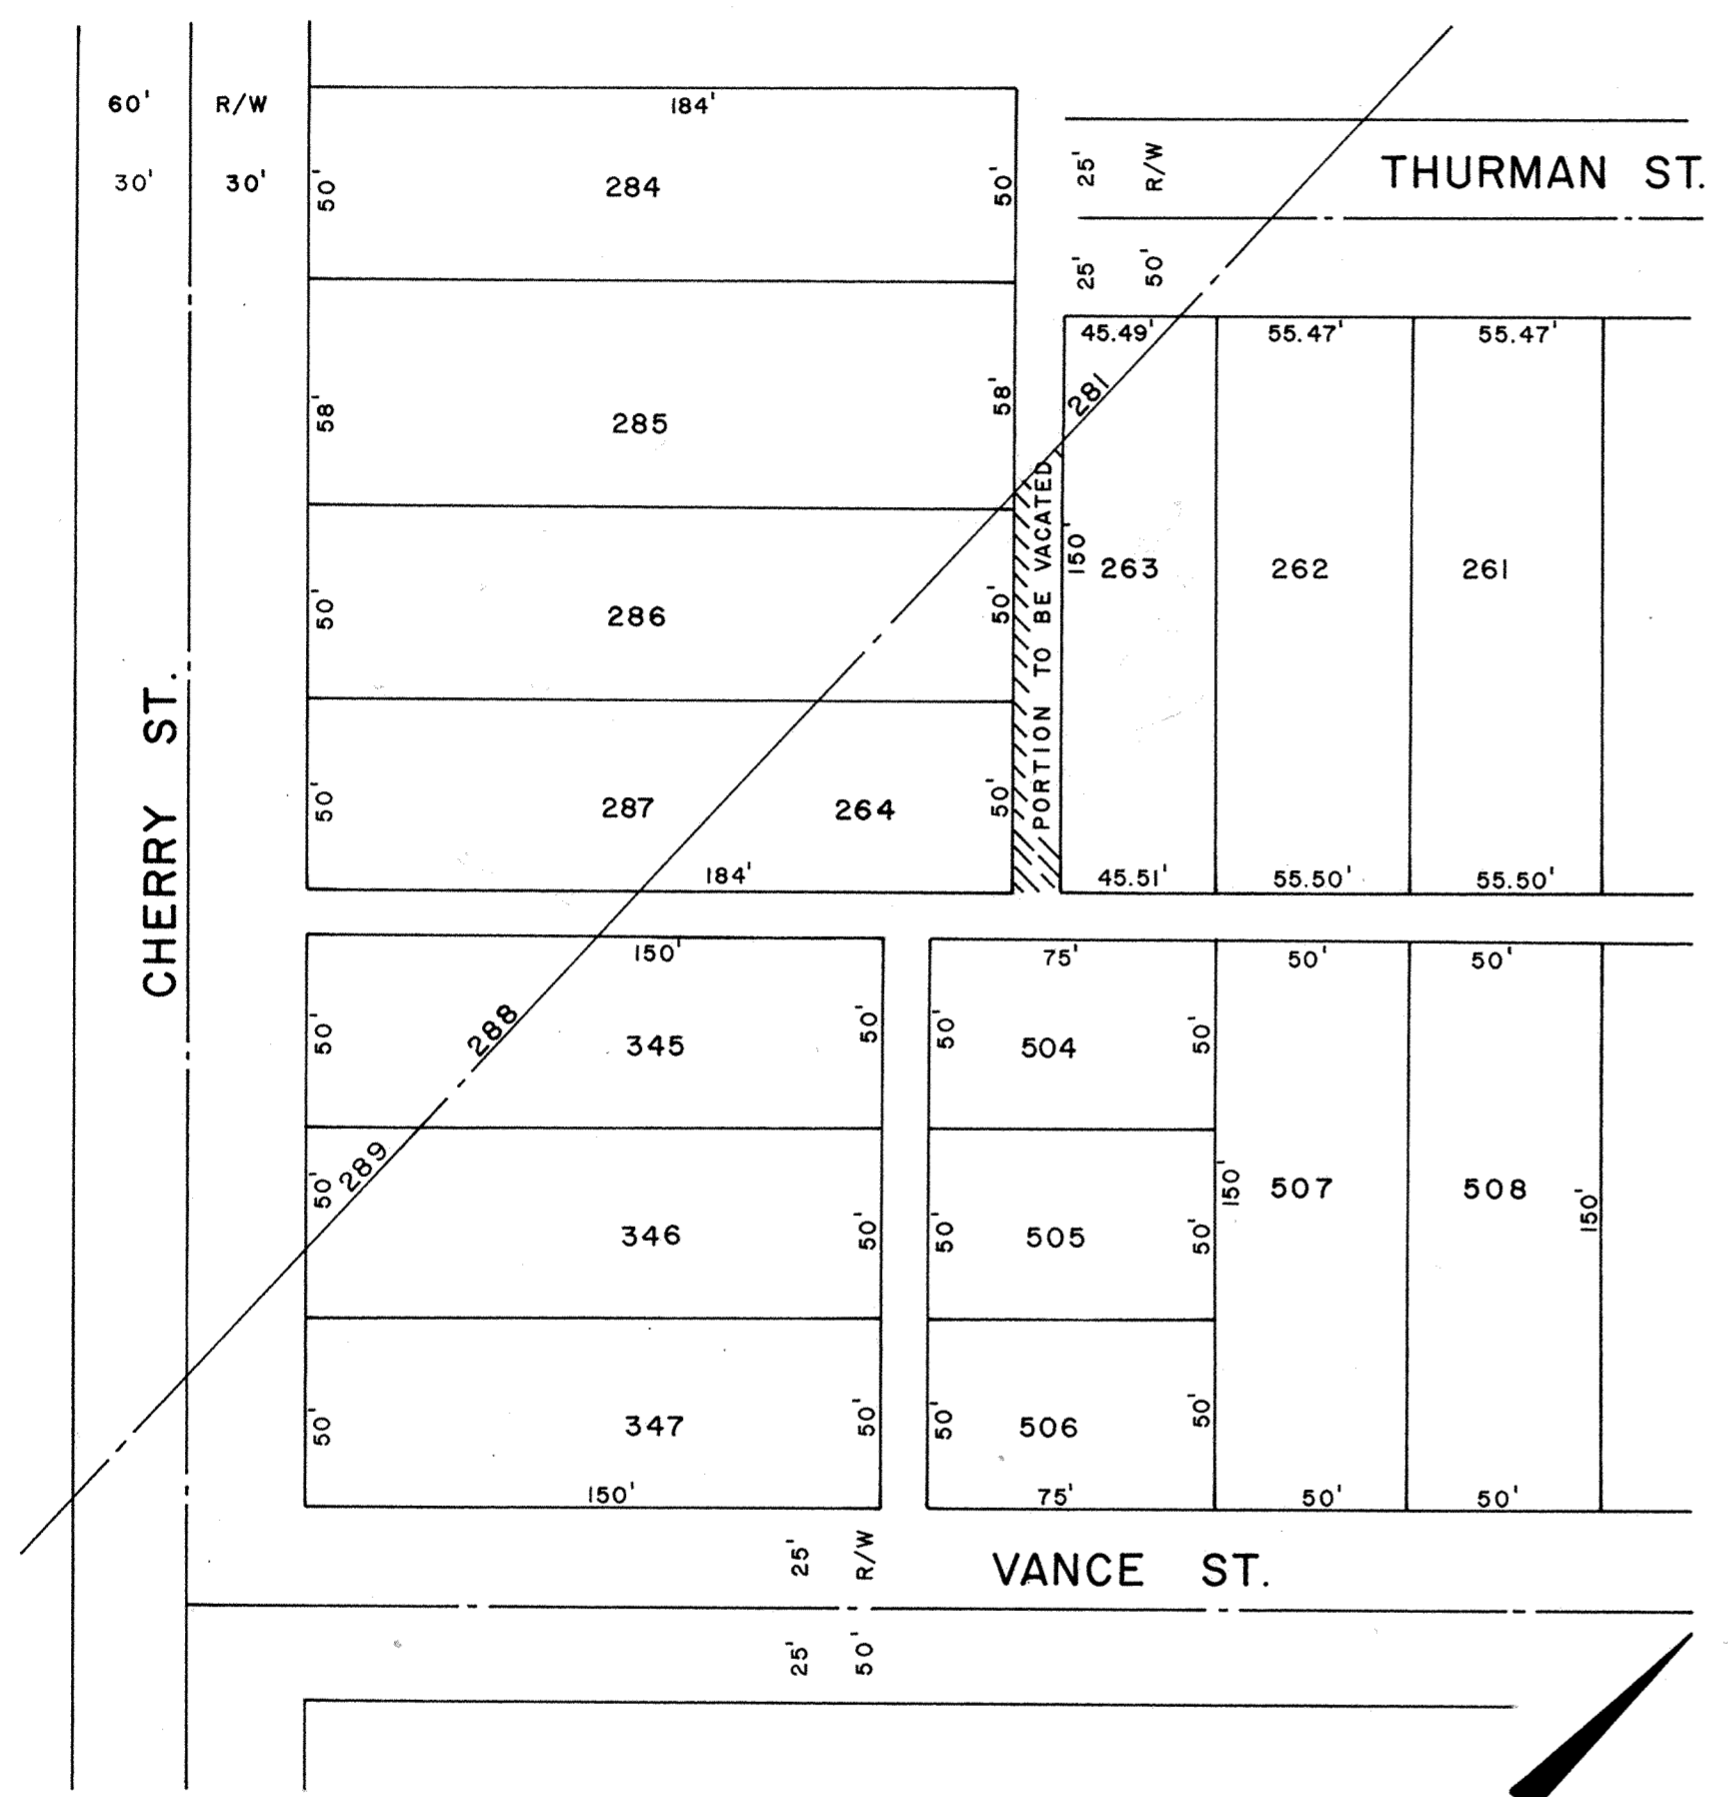 60' R/W
30' 30'
184'
50' 284 50'
25' R/W
THURMAN ST.
25' 50'
45.49' 55.47' 55.47'
281
58' 285 58'
PORTION TO BE VACATED
150'
263 262 261
50' 286 50'
CHERRY ST.
50' 287 264 50'
184'
45.51' 55.50' 55.50'
150' 75' 50' 50'
288
50' 345 50' 50' 504 50'
289
50' 346 50' 50' 505 50'
150' 507 508 150'
50' 347 50' 50' 506 50'
150' 75' 50' 50'
25' R/W
VANCE ST.
25' 50'